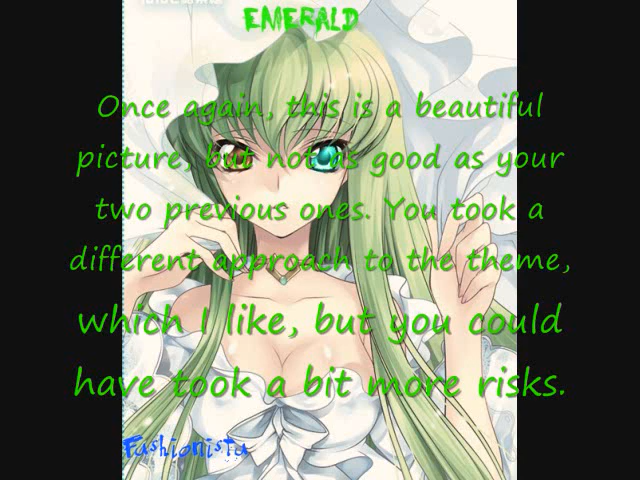 EMERALD
Once again, this is a beautiful
picture, but not as good as your
two previous ones. You took a
different approach to the theme,
which I like, but you could
have took a bit more risks.
Fashionista